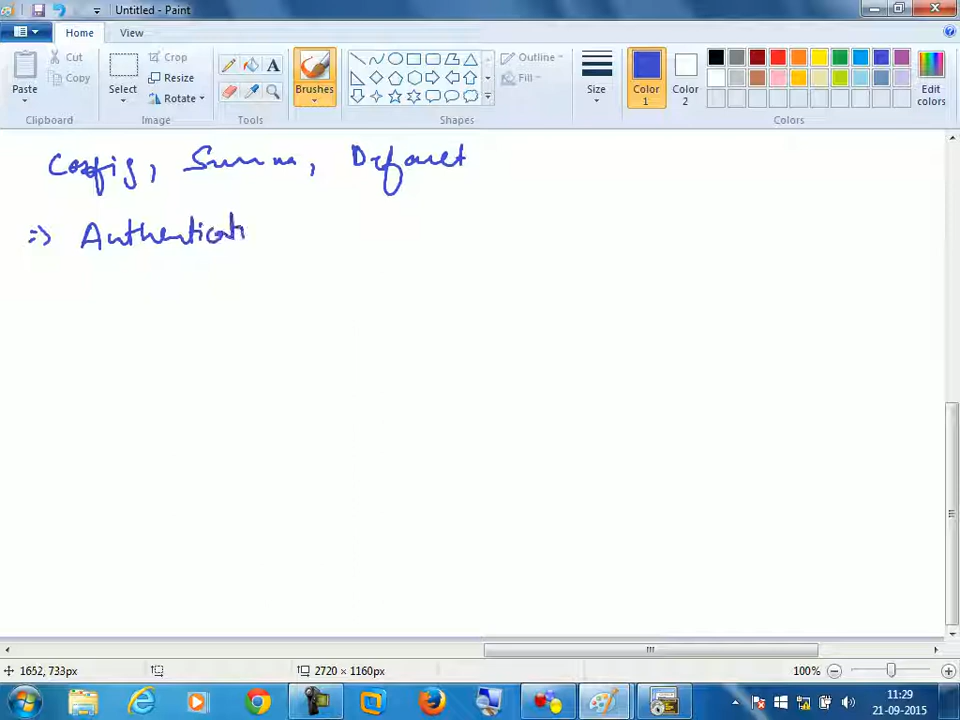 Untitled - Paint
Home View
Cut
Copy
Paste
Clipboard
Crop
Resize
Rotate
Select
Image
Tools
Brushes
Shapes
Outline
Fill
Size
Color 1
Color 2
Edit colors
Colors
Config, Summa, Default
=> Authenticati
1652, 733px
2720 × 1160px
100%
11:29
21-09-2015